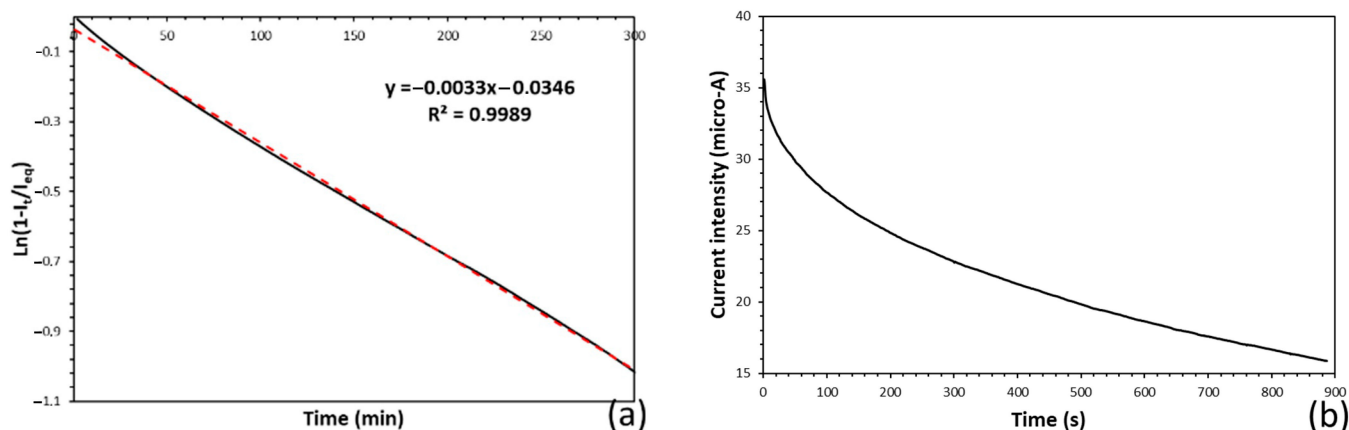 0 50 100 150 200 250 300
−0.1
−0.3
−0.5
−0.7
−0.9
−1.1
Ln(1-It/Ieq)
y =−0.0033x−0.0346
R² = 0.9989
Time (min)
(a)
40
35
30
25
20
15
Current intensity (micro-A)
0 100 200 300 400 500 600 700 800 900
Time (s)
(b)